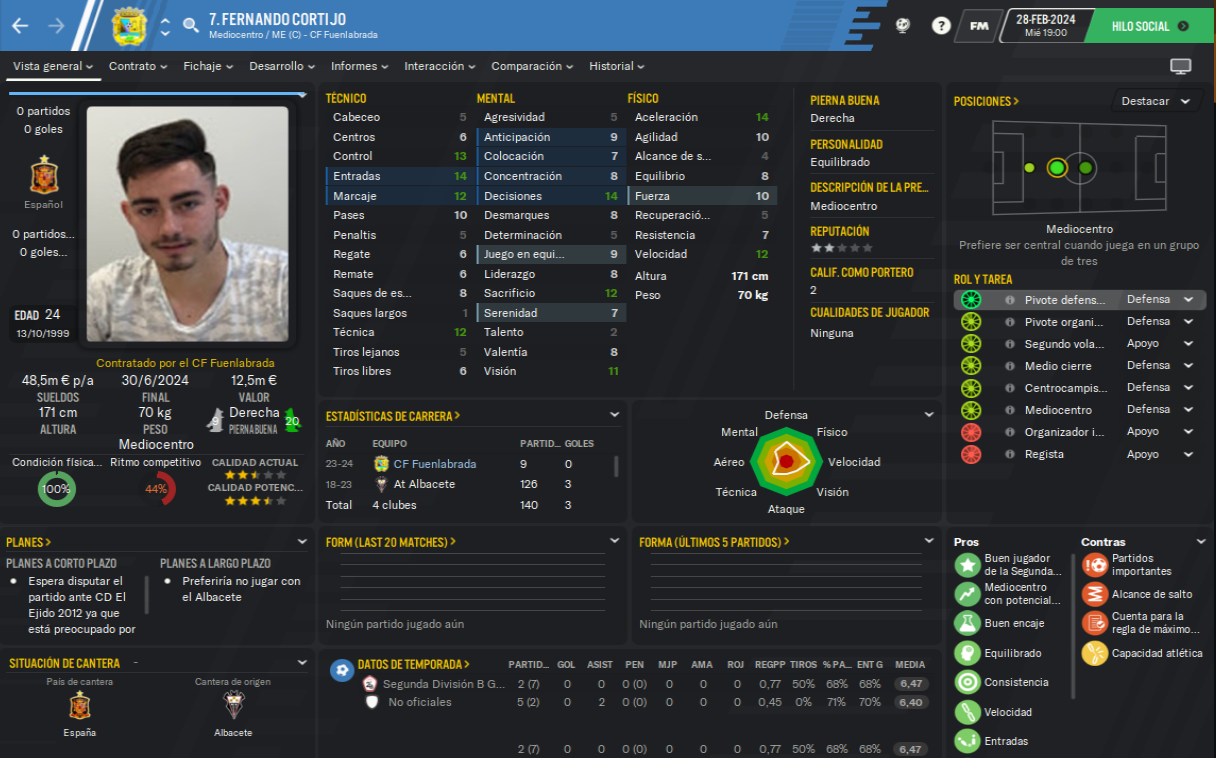 7. FERNANDO CORTIJO
Mediocentro / ME (C) - CF Fuenlabrada
FM
28-FEB-2024
Mié 19:00
HILO SOCIAL
Vista general
Contrato
Fichaje
Desarrollo
Informes
Interacción
Comparación
Historial
0 partidos
0 goles
Español
0 partidos...
0 goles...
EDAD 24
13/10/1999
Contratado por el CF Fuenlabrada
48,5m € p/a
SUELDOS
30/6/2024
FINAL
12,5m €
VALOR
171 cm
ALTURA
70 kg
PESO
9
Derecha
PIERNA BUENA
20
Mediocentro
Condición física...
100%
Ritmo competitivo
44%
CALIDAD ACTUAL
CALIDAD POTENC...
TÉCNICO
Cabeceo 5
Centros 6
Control 13
Entradas 14
Marcaje 12
Pases 10
Penaltis 5
Regate 6
Remate 6
Saques de es... 8
Saques largos 1
Técnica 12
Tiros lejanos 5
Tiros libres 6
MENTAL
Agresividad 5
Anticipación 9
Colocación 7
Concentración 8
Decisiones 14
Desmarques 8
Determinación 5
Juego en equi... 9
Liderazgo 8
Sacrificio 12
Serenidad 7
Talento 2
Valentía 8
Visión 11
FÍSICO
Aceleración 14
Agilidad 10
Alcance de s... 4
Equilibrio 8
Fuerza 10
Recuperació... 5
Resistencia 7
Velocidad 12
Altura 171 cm
Peso 70 kg
PIERNA BUENA
Derecha
PERSONALIDAD
Equilibrado
DESCRIPCIÓN DE LA PRE...
Mediocentro
REPUTACIÓN
CALIF. COMO PORTERO
2
CUALIDADES DE JUGADOR
Ninguna
POSICIONES >
Destacar
Mediocentro
Prefiere ser central cuando juega en un grupo
de tres
ROL Y TAREA
Pivote defens... Defensa
Pivote organi... Defensa
Segundo vola... Apoyo
Medio cierre Defensa
Centrocampis... Defensa
Mediocentro Defensa
Organizador i... Apoyo
Regista Apoyo
ESTADÍSTICAS DE CARRERA >
AÑO EQUIPO PARTID... GOLES
23-24 CF Fuenlabrada 9 0
18-23 At Albacete 126 3
Total 4 clubes 140 3
Defensa
Físico
Velocidad
Visión
Ataque
Técnica
Aéreo
Mental
PLANES >
PLANES A CORTO PLAZO
Espera disputar el
partido ante CD El
Ejido 2012 ya que
está preocupado por
PLANES A LARGO PLAZO
Preferiría no jugar con
el Albacete
FORM (LAST 20 MATCHES) >
Ningún partido jugado aún
FORMA (ÚLTIMOS 5 PARTIDOS) >
Ningún partido jugado aún
Pros
Buen jugador
de la Segunda...
Mediocentro
con potencial...
Buen encaje
Equilibrado
Consistencia
Velocidad
Entradas
Contras
Partidos
importantes
Alcance de salto
Cuenta para la
regla de máximo...
Capacidad atlética
SITUACIÓN DE CANTERA -
País de cantera
España
Cantera de origen
Albacete
DATOS DE TEMPORADA > PARTID... GOL ASIST PEN MJP AMA ROJ REGPP TIROS % PA... ENT G MEDIA
Segunda División B G... 2 (7) 0 0 0 (0) 0 0 0 0,77 50% 68% 68% 6,47
No oficiales 5 (2) 0 2 0 (0) 0 0 0 0,45 0% 71% 70% 6,40
2 (7) 0 0 0 (0) 0 0 0 0,77 50% 68% 68% 6,47